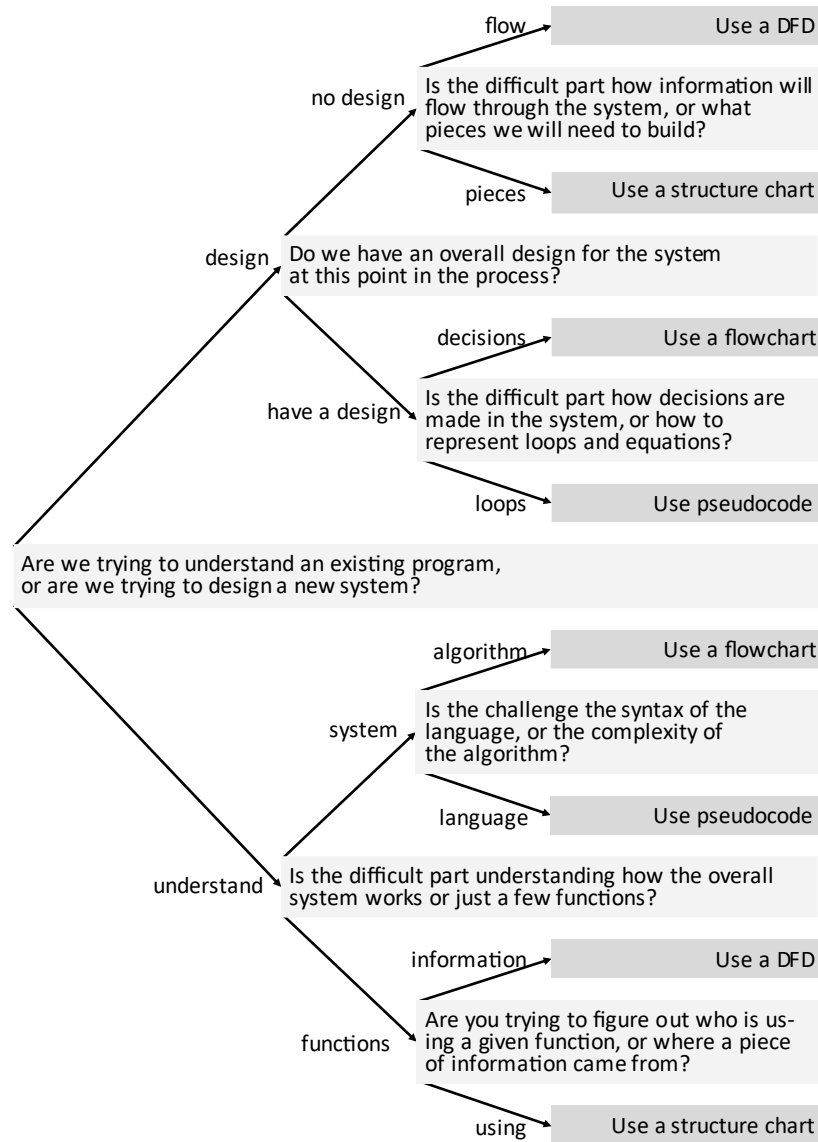 flow
Use a DFD
no design
Is the difficult part how information will
flow through the system, or what
pieces we will need to build?
pieces
Use a structure chart
design
Do we have an overall design for the system
at this point in the process?
decisions
Use a flowchart
have a design
Is the difficult part how decisions are
made in the system, or how to
represent loops and equations?
loops
Use pseudocode
Are we trying to understand an existing program,
or are we trying to design a new system?
algorithm
Use a flowchart
system
Is the challenge the syntax of the
language, or the complexity of
the algorithm?
language
Use pseudocode
understand
Is the difficult part understanding how the overall
system works or just a few functions?
information
Use a DFD
functions
Are you trying to figure out who is us-
ing a given function, or where a piece
of information came from?
using
Use a structure chart